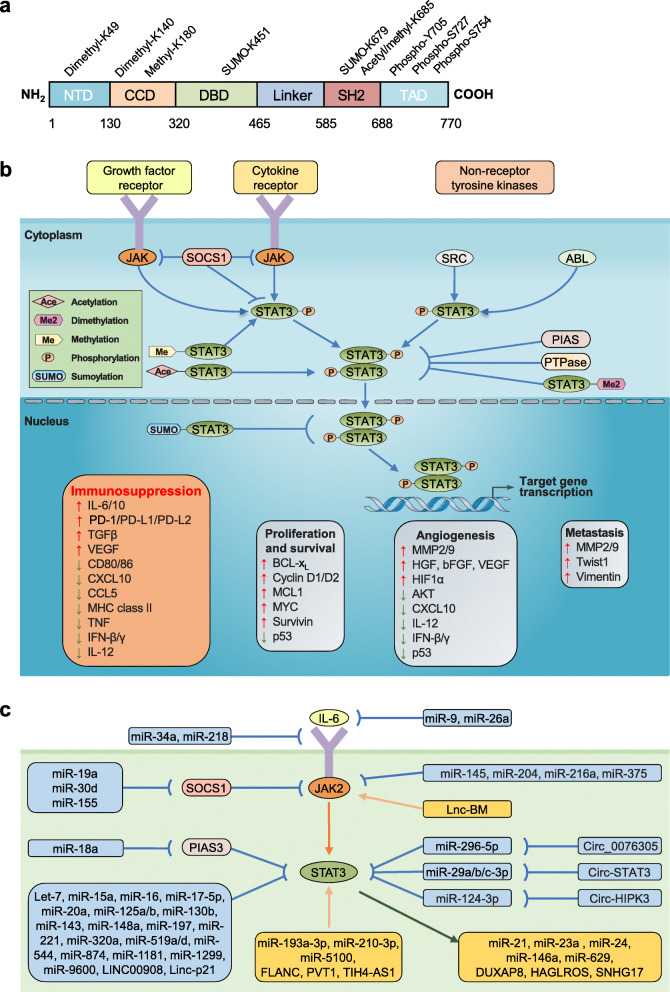 a
Dimethyl-K49
Dimethyl-K140
Methyl-K180
SUMO-K451
SUMO-K679
Acetyl/methyl-K685
Phospho-Y705
Phospho-S727
Phospho-S754
NH2 NTD CCD DBD Linker SH2 TAD COOH
1 130 320 465 585 688 770
b
Growth factor
receptor
Cytokine
receptor
Non-receptor
tyrosine kinases
Cytoplasm
JAK SOCS1 JAK SRC ABL
Ace Acetylation
Me2 Dimethylation
Me Methylation
P Phosphorylation
SUMO Sumoylation
STAT3 P
P STAT3
Me STAT3
Ace STAT3
STAT3 P
P STAT3
PIAS
PTPase
STAT3 Me2
Nucleus
SUMO STAT3
STAT3 P
P STAT3
STAT3 P
P STAT3
Target gene
transcription
Immunosuppression
↑ IL-6/10
↑ PD-1/PD-L1/PD-L2
↑ TGFβ
↑ VEGF
↓ CD80/86
↓ CXCL10
↓ CCL5
↓ MHC class II
↓ TNF
↓ IFN-β/γ
↓ IL-12
Proliferation
and survival
↑ BCL-xL
↑ Cyclin D1/D2
↑ MCL1
↑ MYC
↑ Survivin
↓ p53
Angiogenesis
↑ MMP2/9
↑ HGF, bFGF, VEGF
↑ HIF1α
↓ AKT
↓ CXCL10
↓ IL-12
↓ IFN-β/γ
↓ p53
Metastasis
↑ MMP2/9
↑ Twist1
↑ Vimentin
c
IL-6
miR-9, miR-26a
miR-34a, miR-218
miR-19a
miR-30d
miR-155
SOCS1
JAK2
miR-145, miR-204, miR-216a, miR-375
Lnc-BM
miR-18a
PIAS3
STAT3
miR-296-5p
Circ_0076305
miR-29a/b/c-3p
Circ-STAT3
miR-124-3p
Circ-HIPK3
Let-7, miR-15a, miR-16, miR-17-5p,
miR-20a, miR-125a/b, miR-130b,
miR-143, miR-148a, miR-197, miR-
221, miR-320a, miR-519a/d, miR-
544, miR-874, miR-1181, miR-1299,
miR-9600, LINC00908, Linc-p21
miR-193a-3p, miR-210-3p,
miR-5100,
FLANC, PVT1, TIH4-AS1
miR-21, miR-23a , miR-24,
miR-146a, miR-629,
DUXAP8, HAGLROS, SNHG17